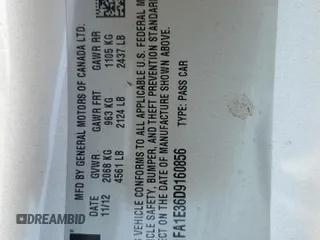 MFD BY GENERAL MOTORS OF CANADA LTD.
DATE GVWR GAWR FRT GAWR RR
11/12 2068 KG 963 KG 1105 KG
4561 LB 2124 LB 2437 LB
VEHICLE CONFORMS TO ALL APPLICABLE U.S. FEDERAL
VEHICLE SAFETY, BUMPER, AND THEFT PREVENTION STANDARDS
EFFECT ON THE DATE OF MANUFACTURE SHOWN ABOVE.
FA1E36D9160856 TYPE: PASS CAR
DREAMBID